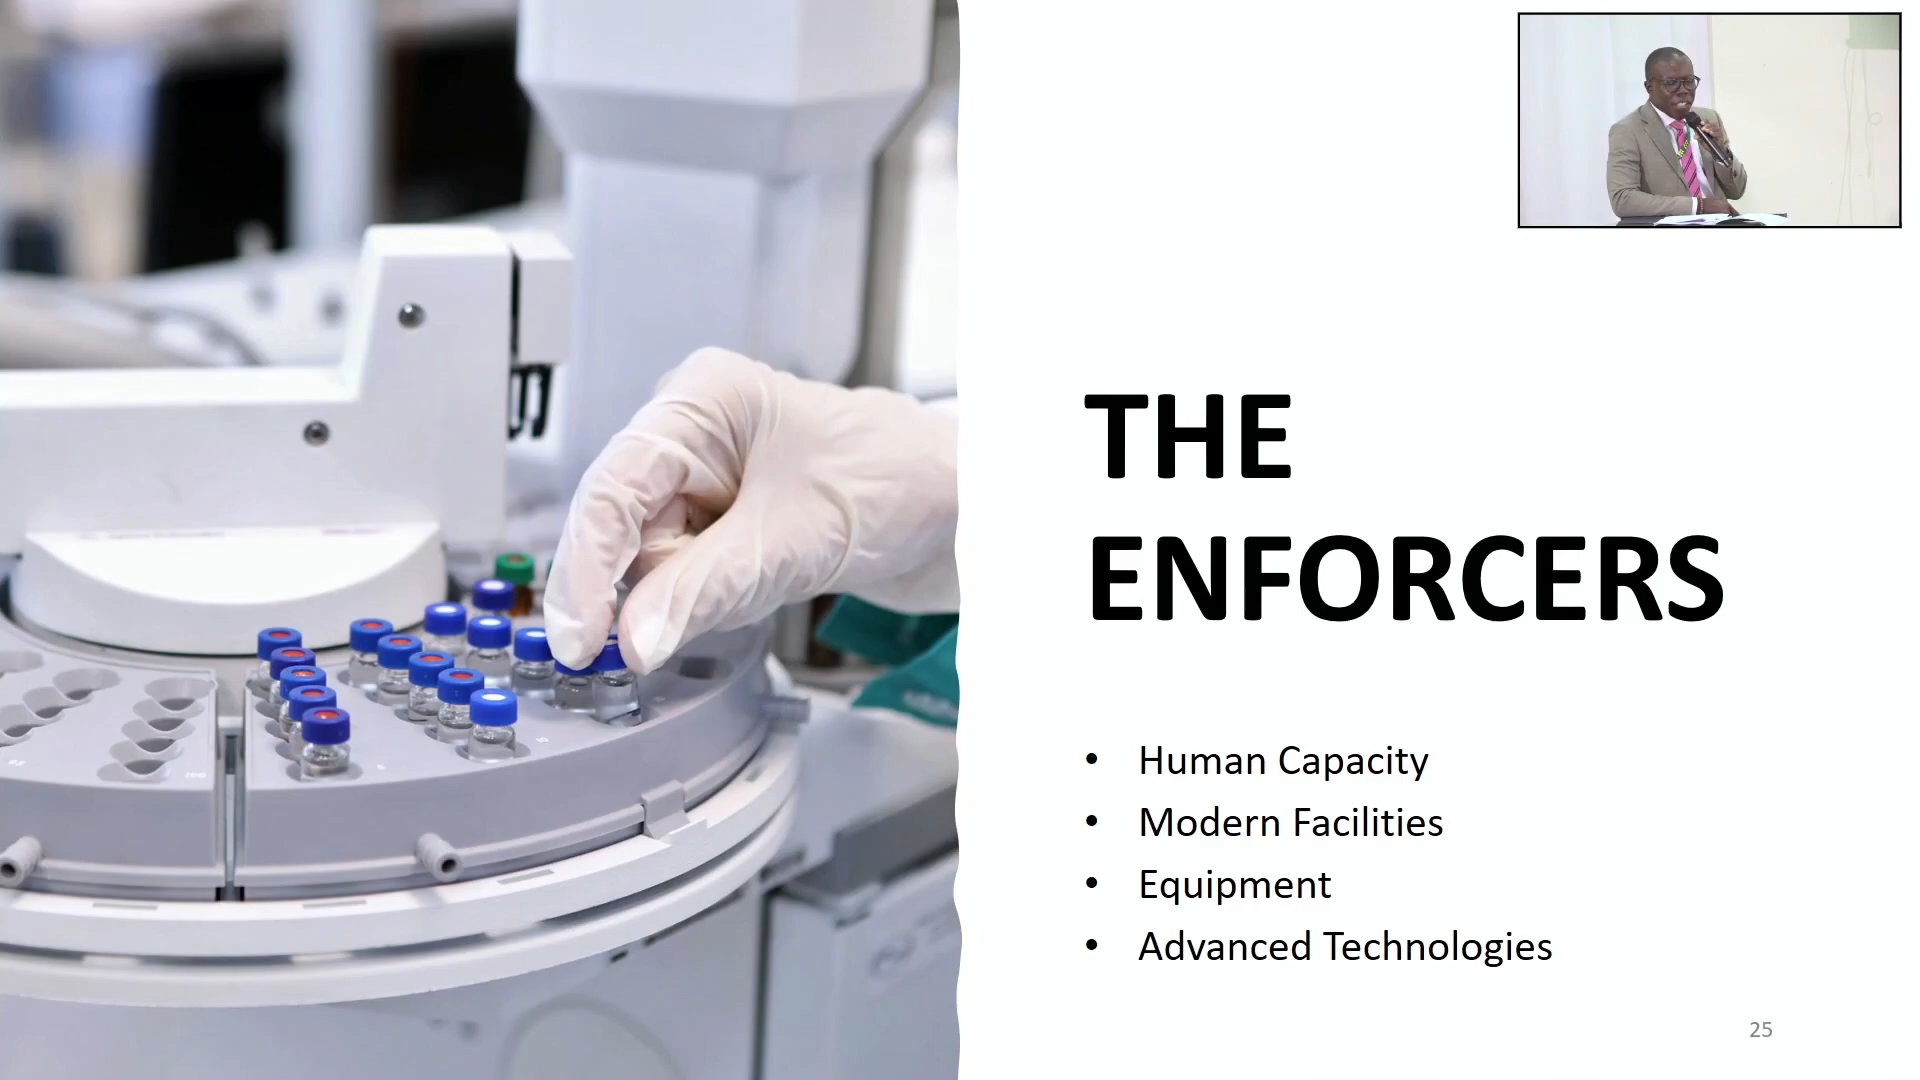 THE
ENFORCERS
• Human Capacity
• Modern Facilities
• Equipment
• Advanced Technologies
25